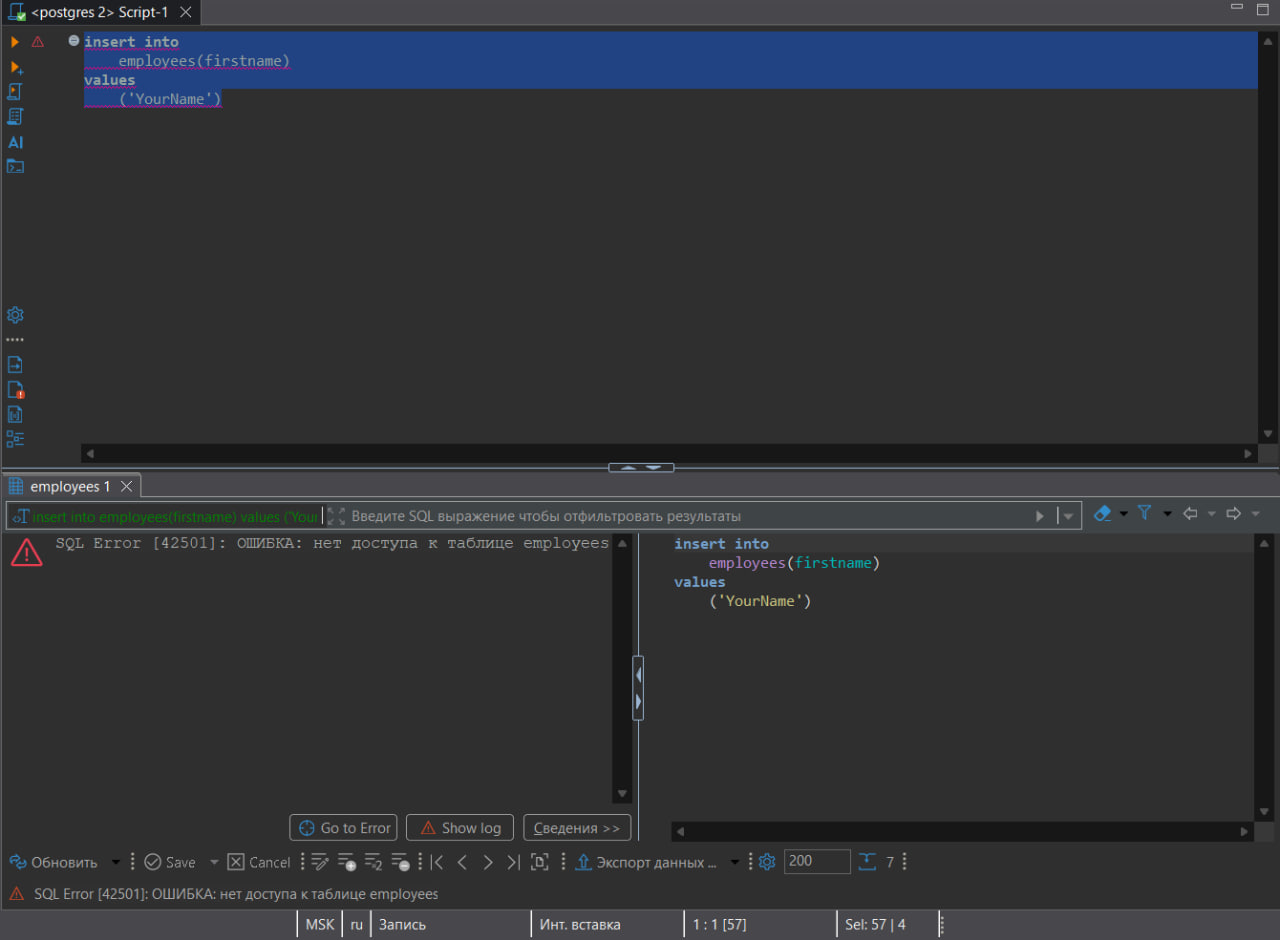 <postgres 2> Script-1
insert into
employees(firstname)
values
('YourName')
AI
employees 1
insert into employees(firstname) values ('Your
Введите SQL выражение чтобы отфильтровать результаты
SQL Error [42501]: ОШИБКА: нет доступа к таблице employees
insert into
employees(firstname)
values
('YourName')
Go to Error
Show log
Сведения >>
Обновить
Save
Cancel
Экспорт данных ...
200
7
SQL Error [42501]: ОШИБКА: нет доступа к таблице employees
MSK
ru
Запись
Инт. вставка
1 : 1 [57]
Sel: 57 | 4